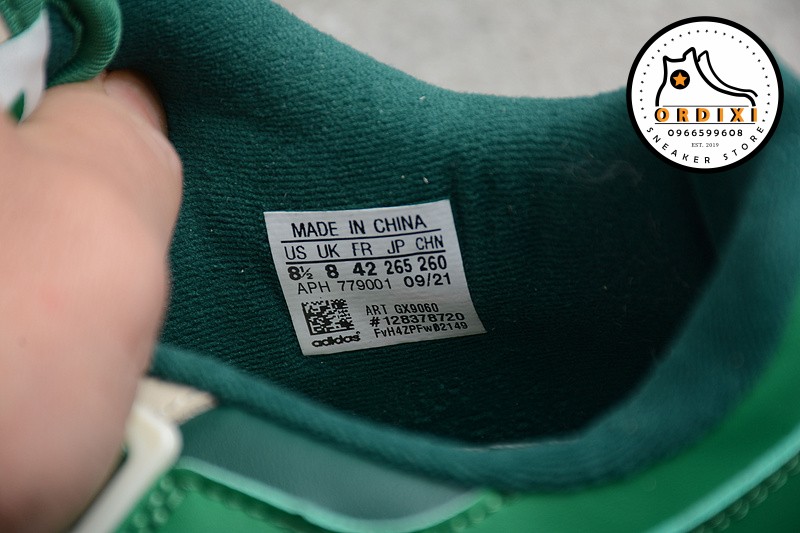 ORDIXI
0966599608
EST, 2019
SNEAKER STORE
MADE IN CHINA
US UK FR JP CHN
8½ 8 42 265 260
APH 779001 09/21
ART GX9060
#128378720
FvH4ZPFw02149
adidas